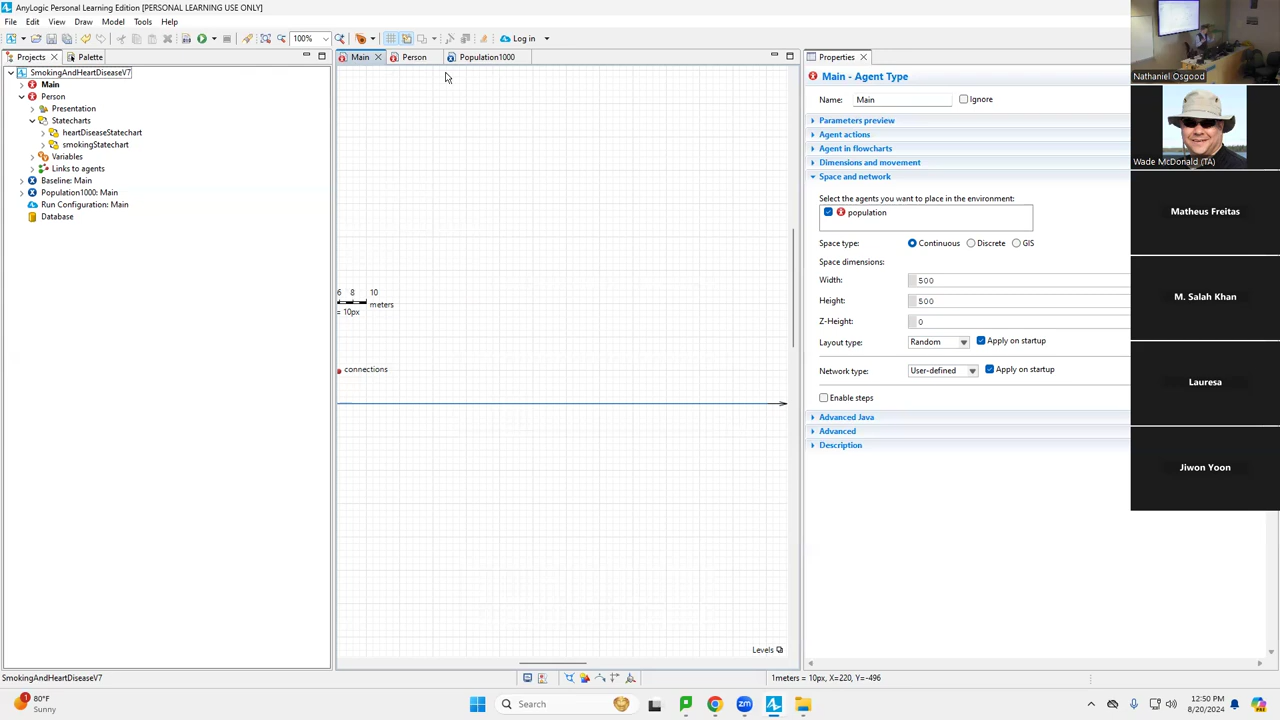 AnyLogic Personal Learning Edition [PERSONAL LEARNING USE ONLY]
File Edit View Draw Model Tools Help
100% Log in
Projects Palette
Main Person Population1000
Properties
SmokingAndHeartDiseaseV7
Main
Person
Presentation
Statecharts
heartDiseaseStatechart
smokingStatechart
Variables
Links to agents
Baseline: Main
Population1000: Main
Run Configuration: Main
Database
6 8 10
meters
= 10px
connections
Levels
Main - Agent Type
Name: Main Ignore
Parameters preview
Agent actions
Agent in flowcharts
Dimensions and movement
Space and network
Select the agents you want to place in the environment:
population
Space type: Continuous Discrete GIS
Space dimensions:
Width: 500
Height: 500
Z-Height: 0
Layout type: Random Apply on startup
Network type: User-defined Apply on startup
Enable steps
Advanced Java
Advanced
Description
Nathaniel Osgood
Wade McDonald (TA)
Matheus Freitas
M. Salah Khan
Lauresa
Jiwon Yoon
SmokingAndHeartDiseaseV7
1meters = 10px, X=220, Y=-496
1
80°F
Sunny
Search
12:50 PM
8/20/2024